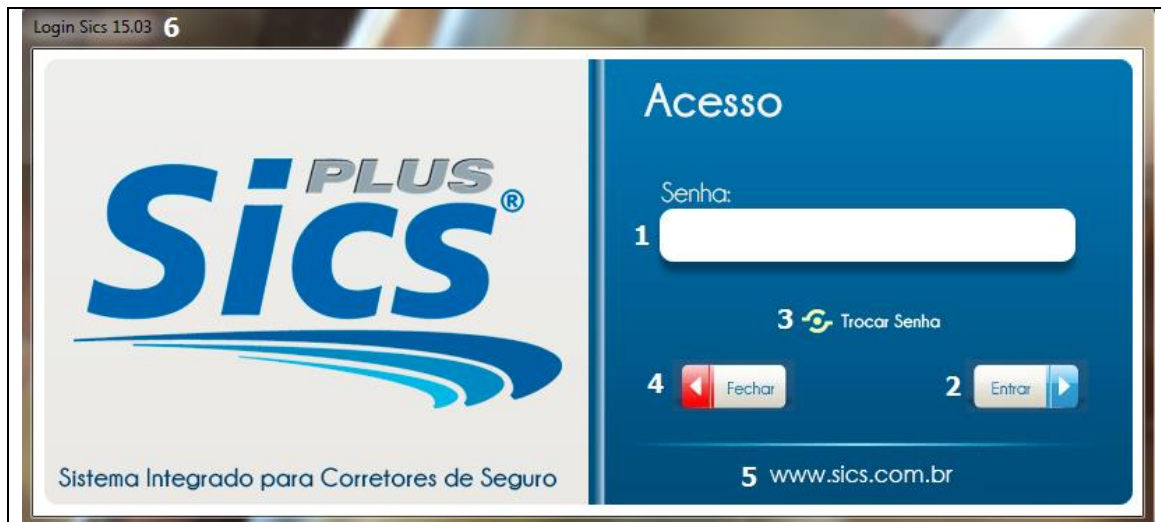 Login Sics 15.03 6
Sics PLUS ®
Sistema Integrado para Corretores de Seguro
Acesso
Senha:
1
3 Trocar Senha
4 Fechar 2 Entrar
5 www.sics.com.br